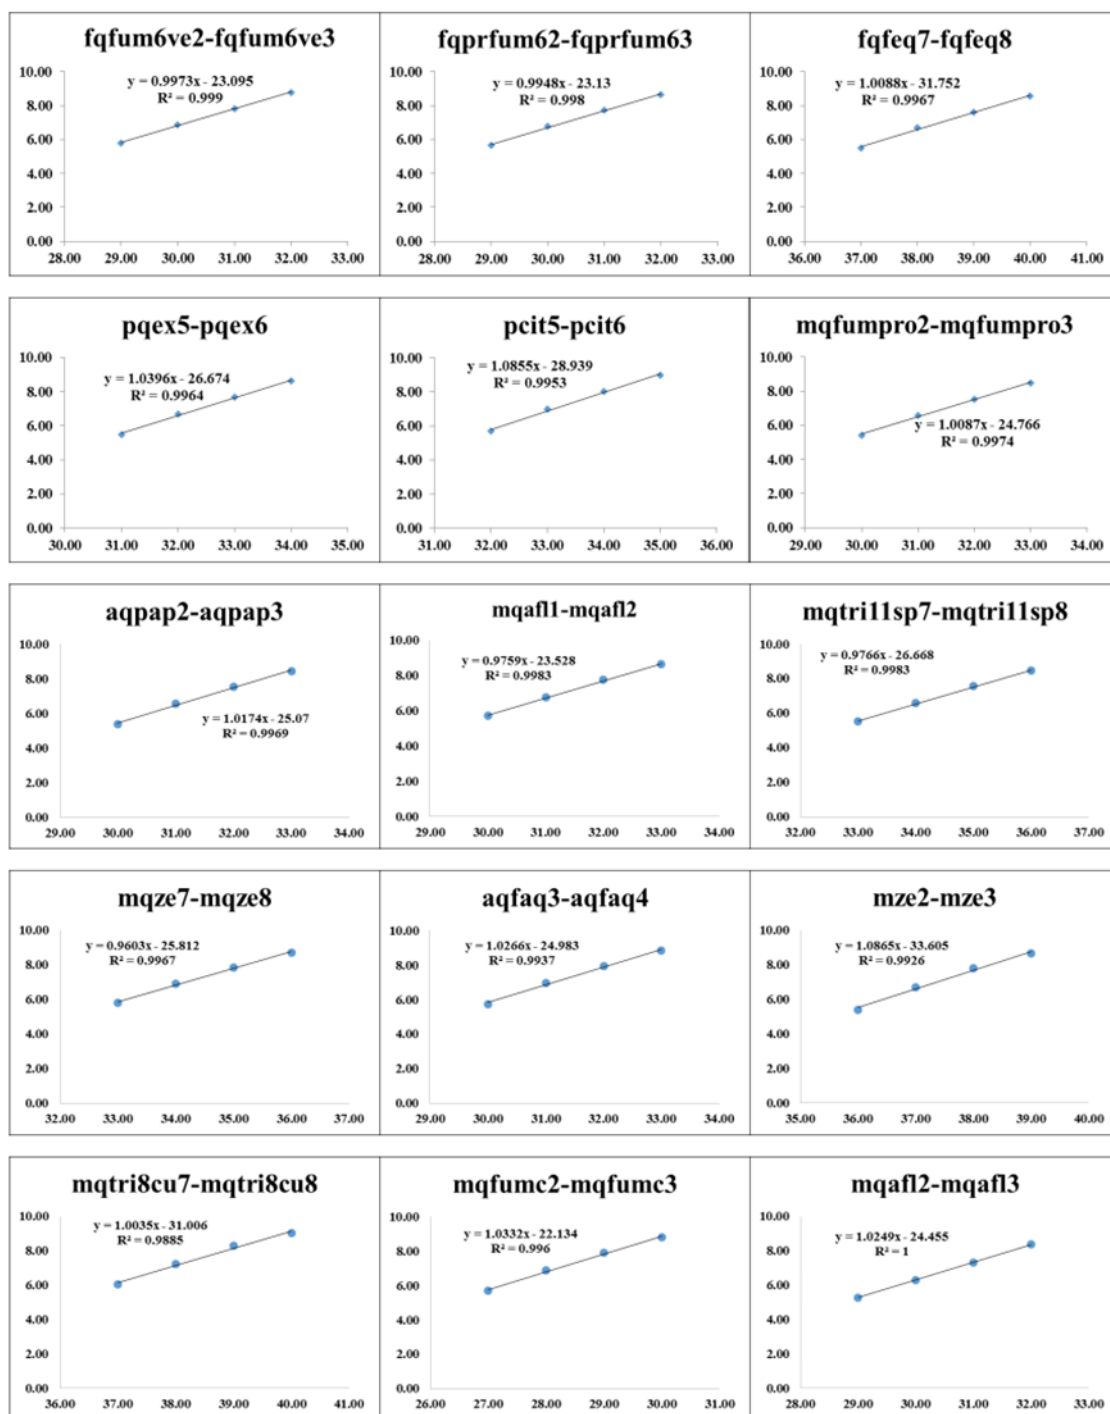 fqfum6ve2-fqfum6ve3
y = 0.9973x - 23.095
R² = 0.999
10.00
8.00
6.00
4.00
2.00
0.00
28.00 29.00 30.00 31.00 32.00 33.00
fqprfum62-fqprfum63
y = 0.9948x - 23.13
R² = 0.998
10.00
8.00
6.00
4.00
2.00
0.00
28.00 29.00 30.00 31.00 32.00 33.00
fqfeq7-fqfeq8
y = 1.0088x - 31.752
R² = 0.9967
10.00
8.00
6.00
4.00
2.00
0.00
36.00 37.00 38.00 39.00 40.00 41.00
pqex5-pqex6
y = 1.0396x - 26.674
R² = 0.9964
10.00
8.00
6.00
4.00
2.00
0.00
30.00 31.00 32.00 33.00 34.00 35.00
pcit5-pcit6
y = 1.0855x - 28.939
R² = 0.9953
10.00
8.00
6.00
4.00
2.00
0.00
31.00 32.00 33.00 34.00 35.00 36.00
mqfumpro2-mqfumpro3
10.00
8.00
6.00
y = 1.0087x - 24.766
R² = 0.9974
4.00
2.00
0.00
29.00 30.00 31.00 32.00 33.00 34.00
aqpap2-aqpap3
10.00
8.00
6.00
y = 1.0174x - 25.07
R² = 0.9969
4.00
2.00
0.00
29.00 30.00 31.00 32.00 33.00 34.00
mqafl1-mqafl2
10.00
y = 0.9759x - 23.528
R² = 0.9983
8.00
6.00
4.00
2.00
0.00
29.00 30.00 31.00 32.00 33.00 34.00
mqtri11sp7-mqtri11sp8
10.00
y = 0.9766x - 26.668
R² = 0.9983
8.00
6.00
4.00
2.00
0.00
32.00 33.00 34.00 35.00 36.00 37.00
mqze7-mqze8
10.00
y = 0.9603x - 25.812
R² = 0.9967
8.00
6.00
4.00
2.00
0.00
32.00 33.00 34.00 35.00 36.00 37.00
aqfaq3-aqfaq4
10.00
y = 1.0266x - 24.983
R² = 0.9937
8.00
6.00
4.00
2.00
0.00
29.00 30.00 31.00 32.00 33.00 34.00
mze2-mze3
10.00
y = 1.0865x - 33.605
R² = 0.9926
8.00
6.00
4.00
2.00
0.00
35.00 36.00 37.00 38.00 39.00 40.00
mqtri8cu7-mqtri8cu8
10.00
y = 1.0035x - 31.006
R² = 0.9885
8.00
6.00
4.00
2.00
0.00
36.00 37.00 38.00 39.00 40.00 41.00
mqfumc2-mqfumc3
10.00
y = 1.0332x - 22.134
R² = 0.996
8.00
6.00
4.00
2.00
0.00
26.00 27.00 28.00 29.00 30.00 31.00
mqafl2-mqafl3
10.00
y = 1.0249x - 24.455
R² = 1
8.00
6.00
4.00
2.00
0.00
28.00 29.00 30.00 31.00 32.00 33.00